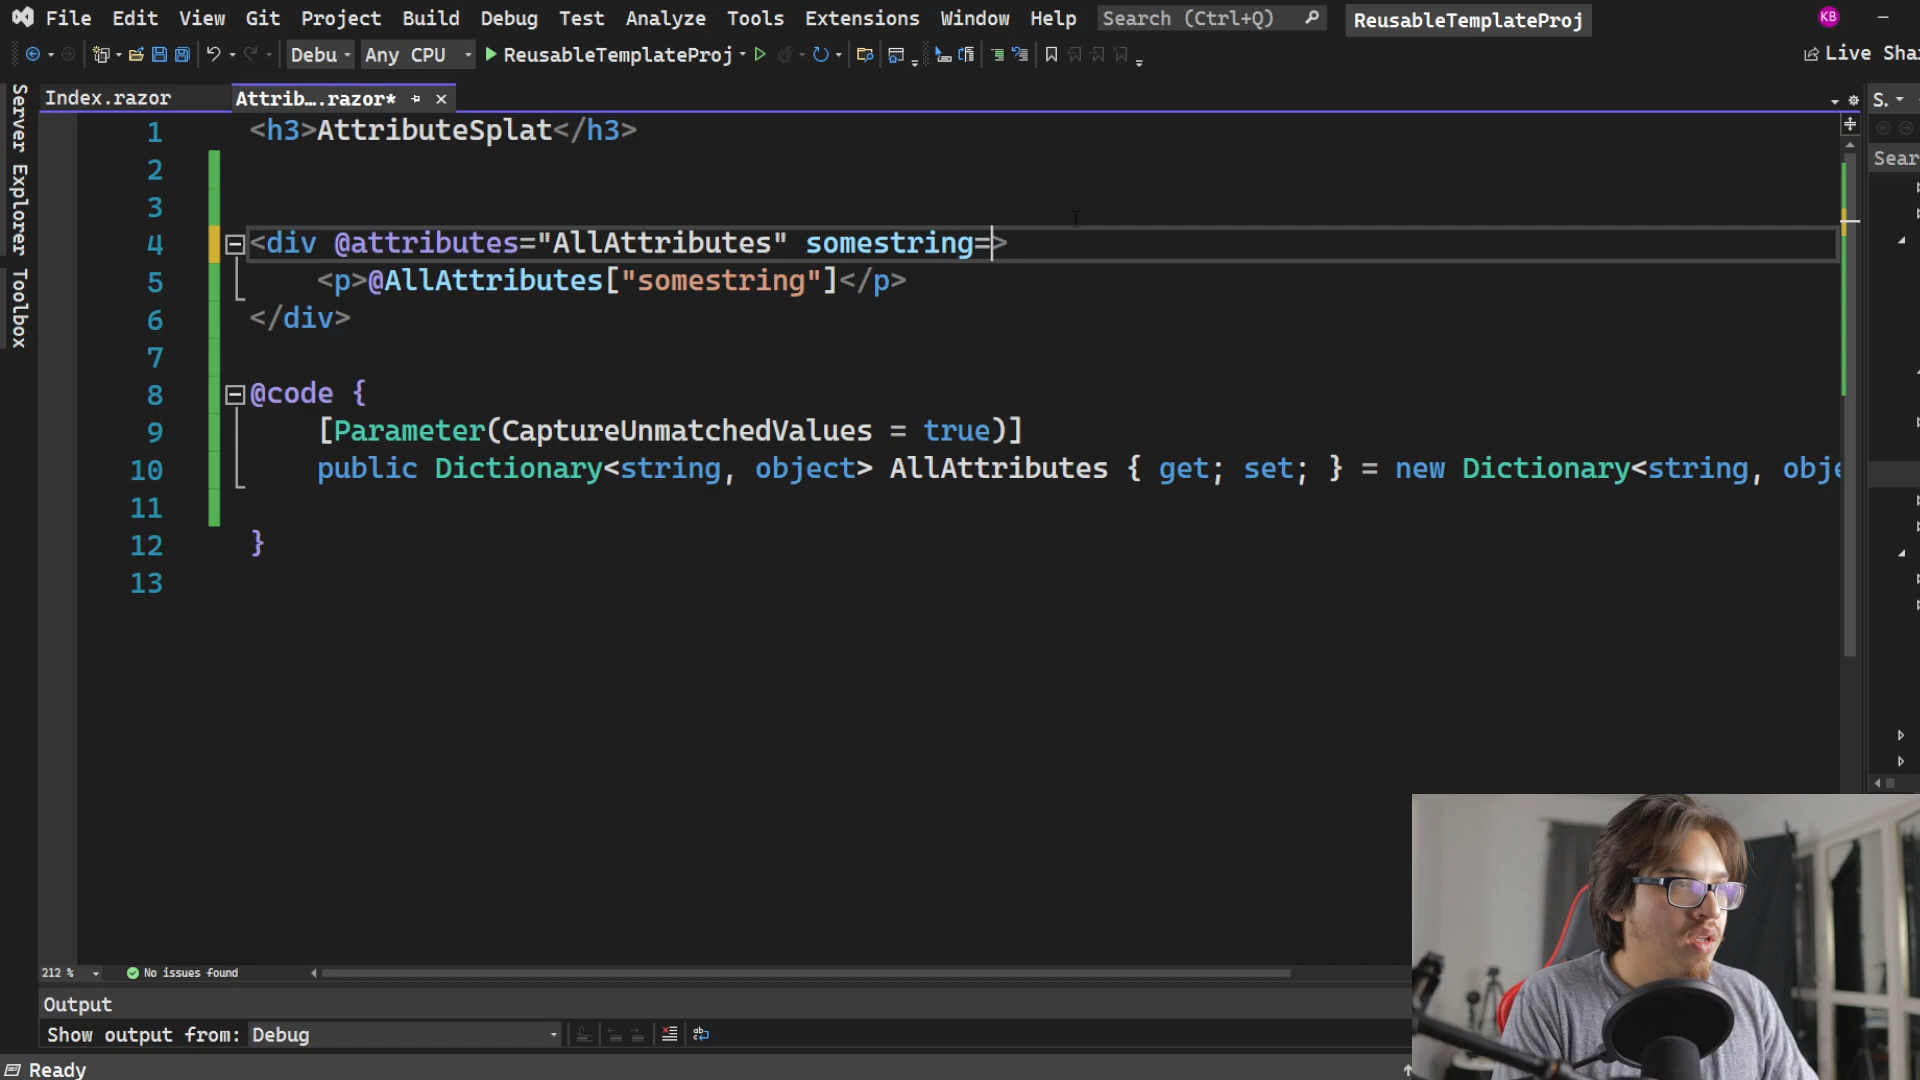 File Edit View Git Project Build Debug Test Analyze Tools Extensions Window Help Search (Ctrl+Q) ReusableTemplateProj KB
Debu Any CPU ReusableTemplateProj Live Shar
Index.razor Attrib….razor* S.
Server Explorer
Toolbox
Sear
1 <h3>AttributeSplat</h3>
2
3
4 <div @attributes="AllAttributes" somestring=>
5 <p>@AllAttributes["somestring"]</p>
6 </div>
7
8 @code {
9 [Parameter(CaptureUnmatchedValues = true)]
10 public Dictionary<string, object> AllAttributes { get; set; } = new Dictionary<string, obje
11
12 }
13
212 % No issues found
Output
Show output from: Debug
Ready